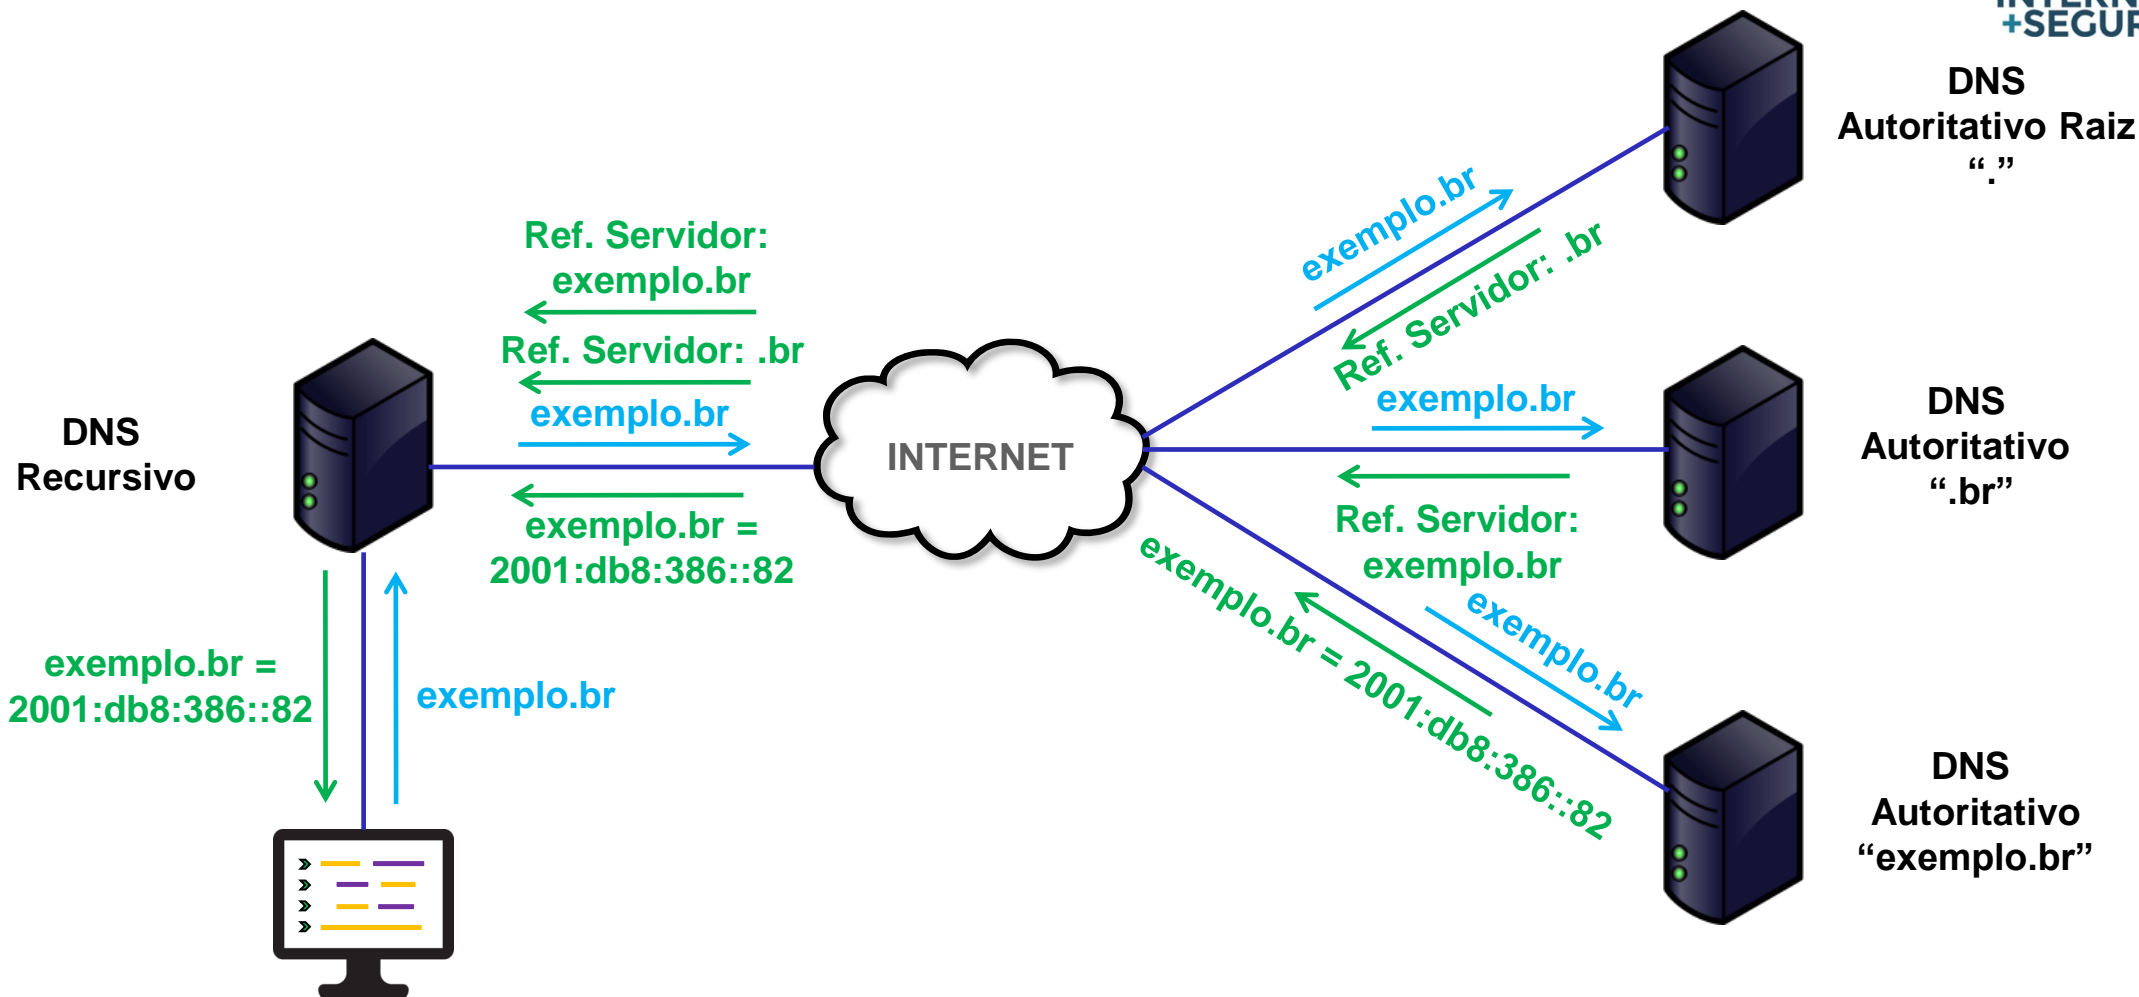 +SEGUR
DNS
Autoritativo Raiz
“.”
exemplo.br
Ref. Servidor: .br
Ref. Servidor:
exemplo.br
Ref. Servidor: .br
exemplo.br
INTERNET
exemplo.br =
2001:db8:386::82
DNS
Recursivo
exemplo.br
DNS
Autoritativo
“.br”
Ref. Servidor:
exemplo.br
exemplo.br
exemplo.br = 2001:db8:386::82
exemplo.br =
2001:db8:386::82
exemplo.br
DNS
Autoritativo
“exemplo.br”